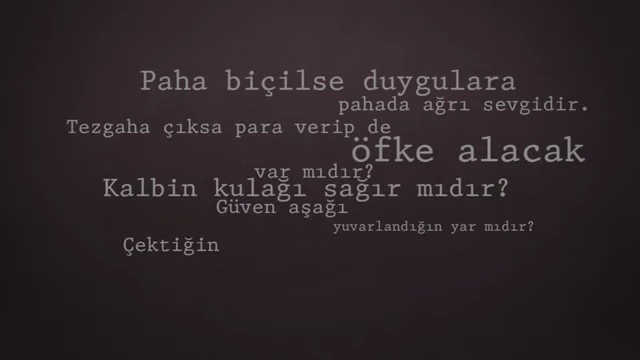 Paha biçilse duygulara
pahada ağrı sevgidir.
Tezgaha çıksa para verip de
öfke alacak
var mıdır?
Kalbin kulağı sağır mıdır?
Güven aşağı
yuvarlandığın yar mıdır?
Çektiğin